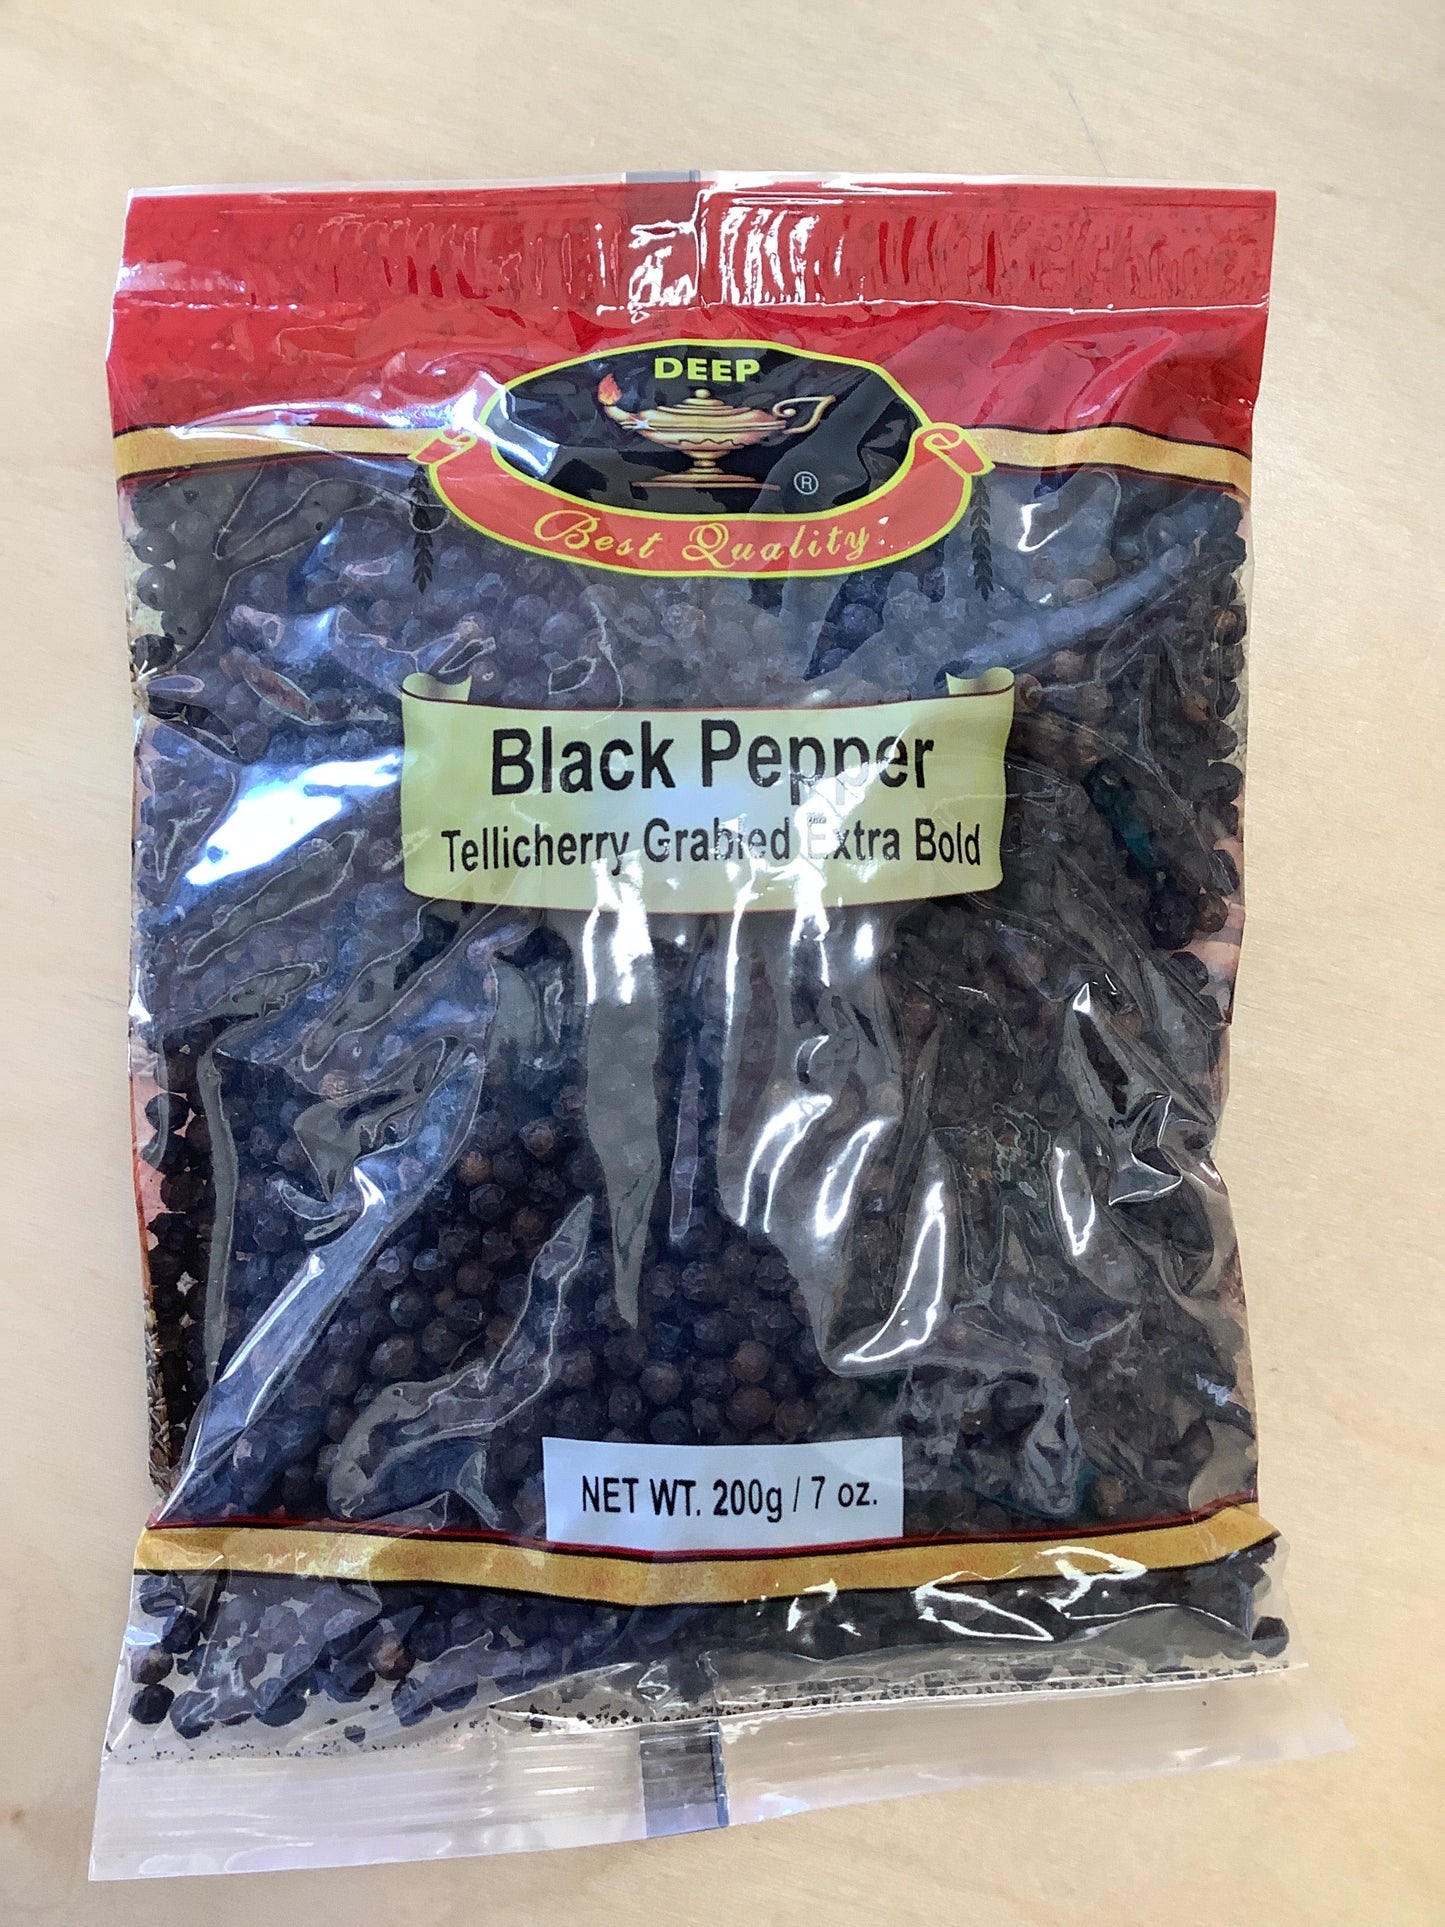 DEEP
®
Best Quality
Black Pepper
Tellicherry Grabled Extra Bold
NET WT. 200g / 7 oz.